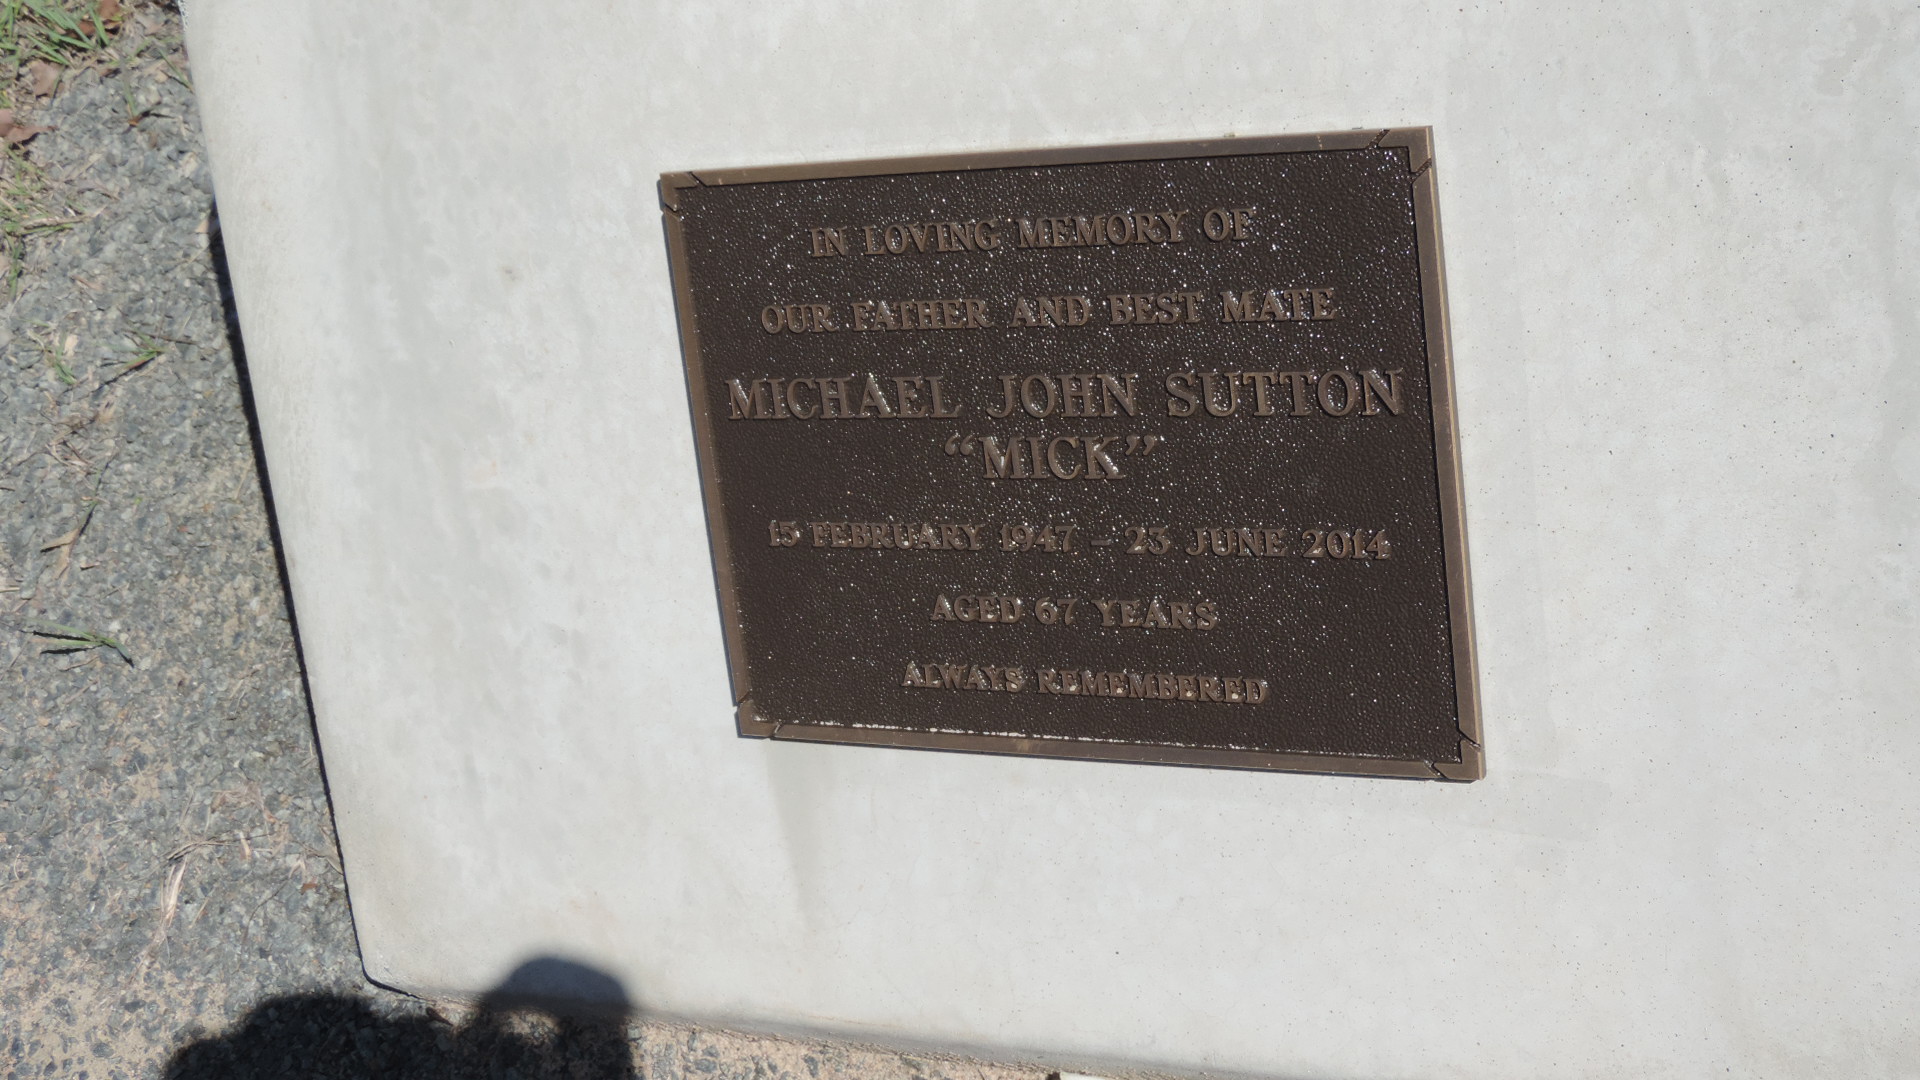 IN LOVING MEMORY OF
OUR FATHER AND BEST MATE
MICHAEL JOHN SUTTON
“MICK”
15 FEBRUARY 1947 – 23 JUNE 2014
AGED 67 YEARS
ALWAYS REMEMBERED